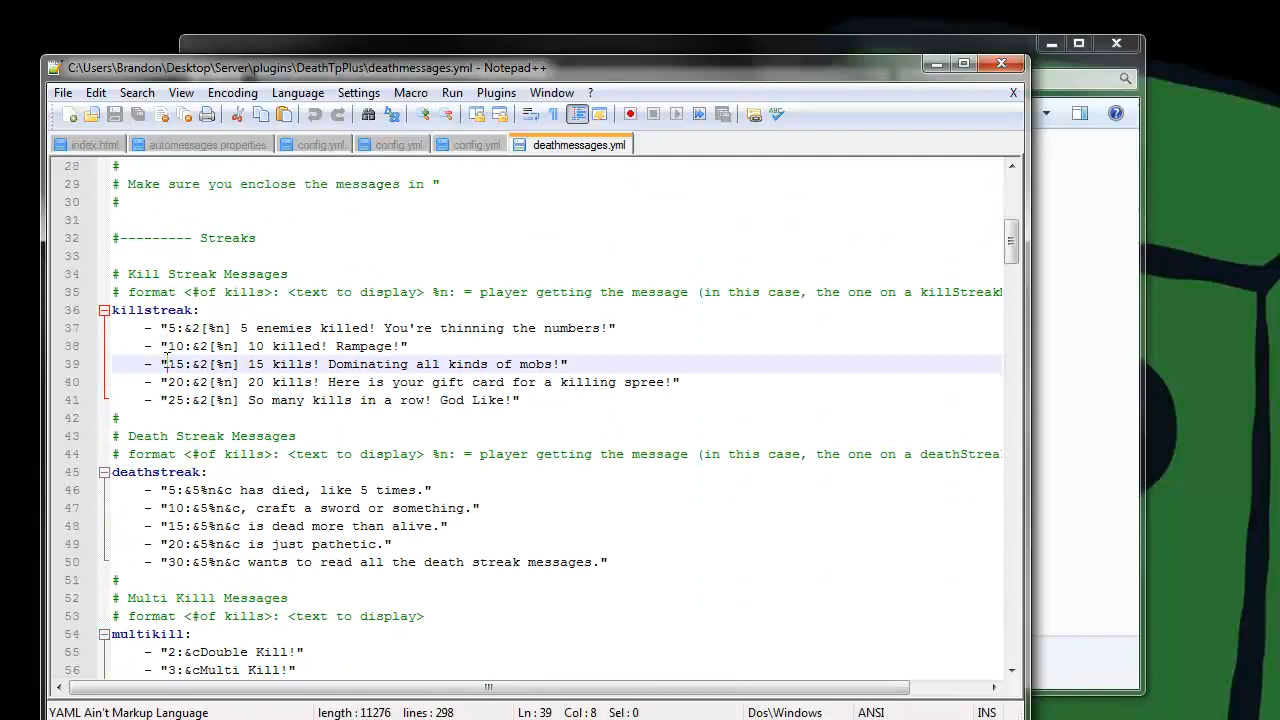 C:\Users\Brandon\Desktop\Server\plugins\DeathTpPlus\deathmessages.yml - Notepad++
File Edit Search View Encoding Language Settings Macro Run Plugins Window ? X
index.html automessages.properties config.yml config.yml config.yml deathmessages.yml
28 #
29 # Make sure you enclose the messages in "
30 #
31
32 #--------- Streaks
33
34 # Kill Streak Messages
35 # format <#of kills>: <text to display> %n: = player getting the message (in this case, the one on a killStreak
36 killstreak:
37 - "5:&2[%n] 5 enemies killed! You're thinning the numbers!"
38 - "10:&2[%n] 10 killed! Rampage!"
39 - "15:&2[%n] 15 kills! Dominating all kinds of mobs!"
40 - "20:&2[%n] 20 kills! Here is your gift card for a killing spree!"
41 - "25:&2[%n] So many kills in a row! God Like!"
42 #
43 # Death Streak Messages
44 # format <#of kills>: <text to display> %n: = player getting the message (in this case, the one on a deathStrea
45 deathstreak:
46 - "5:&5%n&c has died, like 5 times."
47 - "10:&5%n&c, craft a sword or something."
48 - "15:&5%n&c is dead more than alive."
49 - "20:&5%n&c is just pathetic."
50 - "30:&5%n&c wants to read all the death streak messages."
51 #
52 # Multi Killl Messages
53 # format <#of kills>: <text to display>
54 multikill:
55 - "2:&cDouble Kill!"
56 - "3:&cMulti Kill!"
YAML Ain't Markup Language length : 11276 lines : 298 Ln : 39 Col : 8 Sel : 0 Dos\Windows ANSI INS